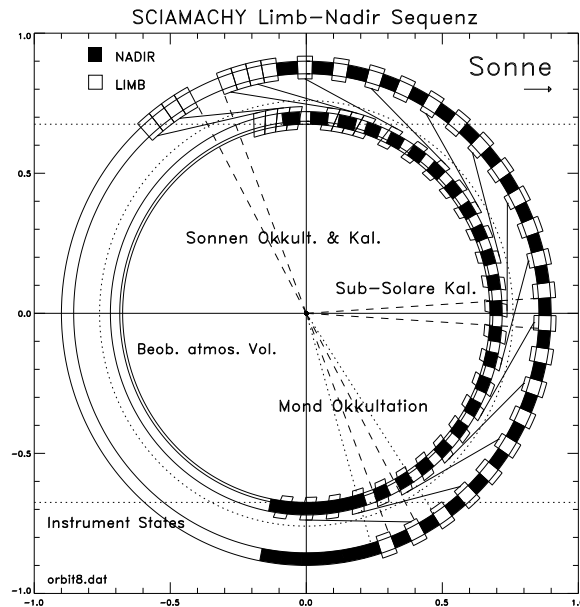 SCIAMACHY Limb-Nadir Sequenz
1.0
NADIR
LIMB
Sonne
0.5
Sonnen Okkult. & Kal.
Sub-Solare Kal.
0.0
Beob. atmos. Vol.
Mond Okkultation
-0.5
Instrument States
orbit8.dat
-1.0
-1.0 -0.5 0.0 0.5 1.0